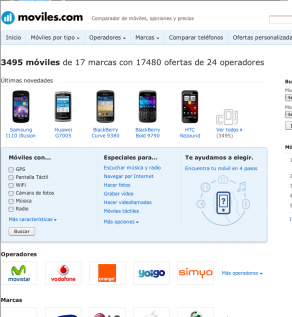 moviles.com
Comparador de móviles, opiniones y precios
Inicio Móviles por tipo Operadores Marcas Comparar teléfonos Ofertas personaliza
3495 móviles de 17 marcas con 17480 ofertas de 24 operadores
Últimas novedades
Samsung I110 Illusion
Huawei G7005
BlackBerry Curve 9380
BlackBerry Bold 9790
HTC Rezound
Ver todos
(3495)
Móviles con...
GPS
Pantalla Táctil
WiFi
Cámara de fotos
Música
Radio
Más características
Buscar
Especiales para...
Escuchar música y radio
Navegar por Internet
Hacer fotos
Grabar vídeo
Hacer videollamadas
Móviles táctiles
Más opciones
Te ayudamos a elegir.
Encuentra tu móvil en 4 pasos
?
Operadores
movistar
vodafone
orange
yoigo
simyo
Más operadores
Marcas